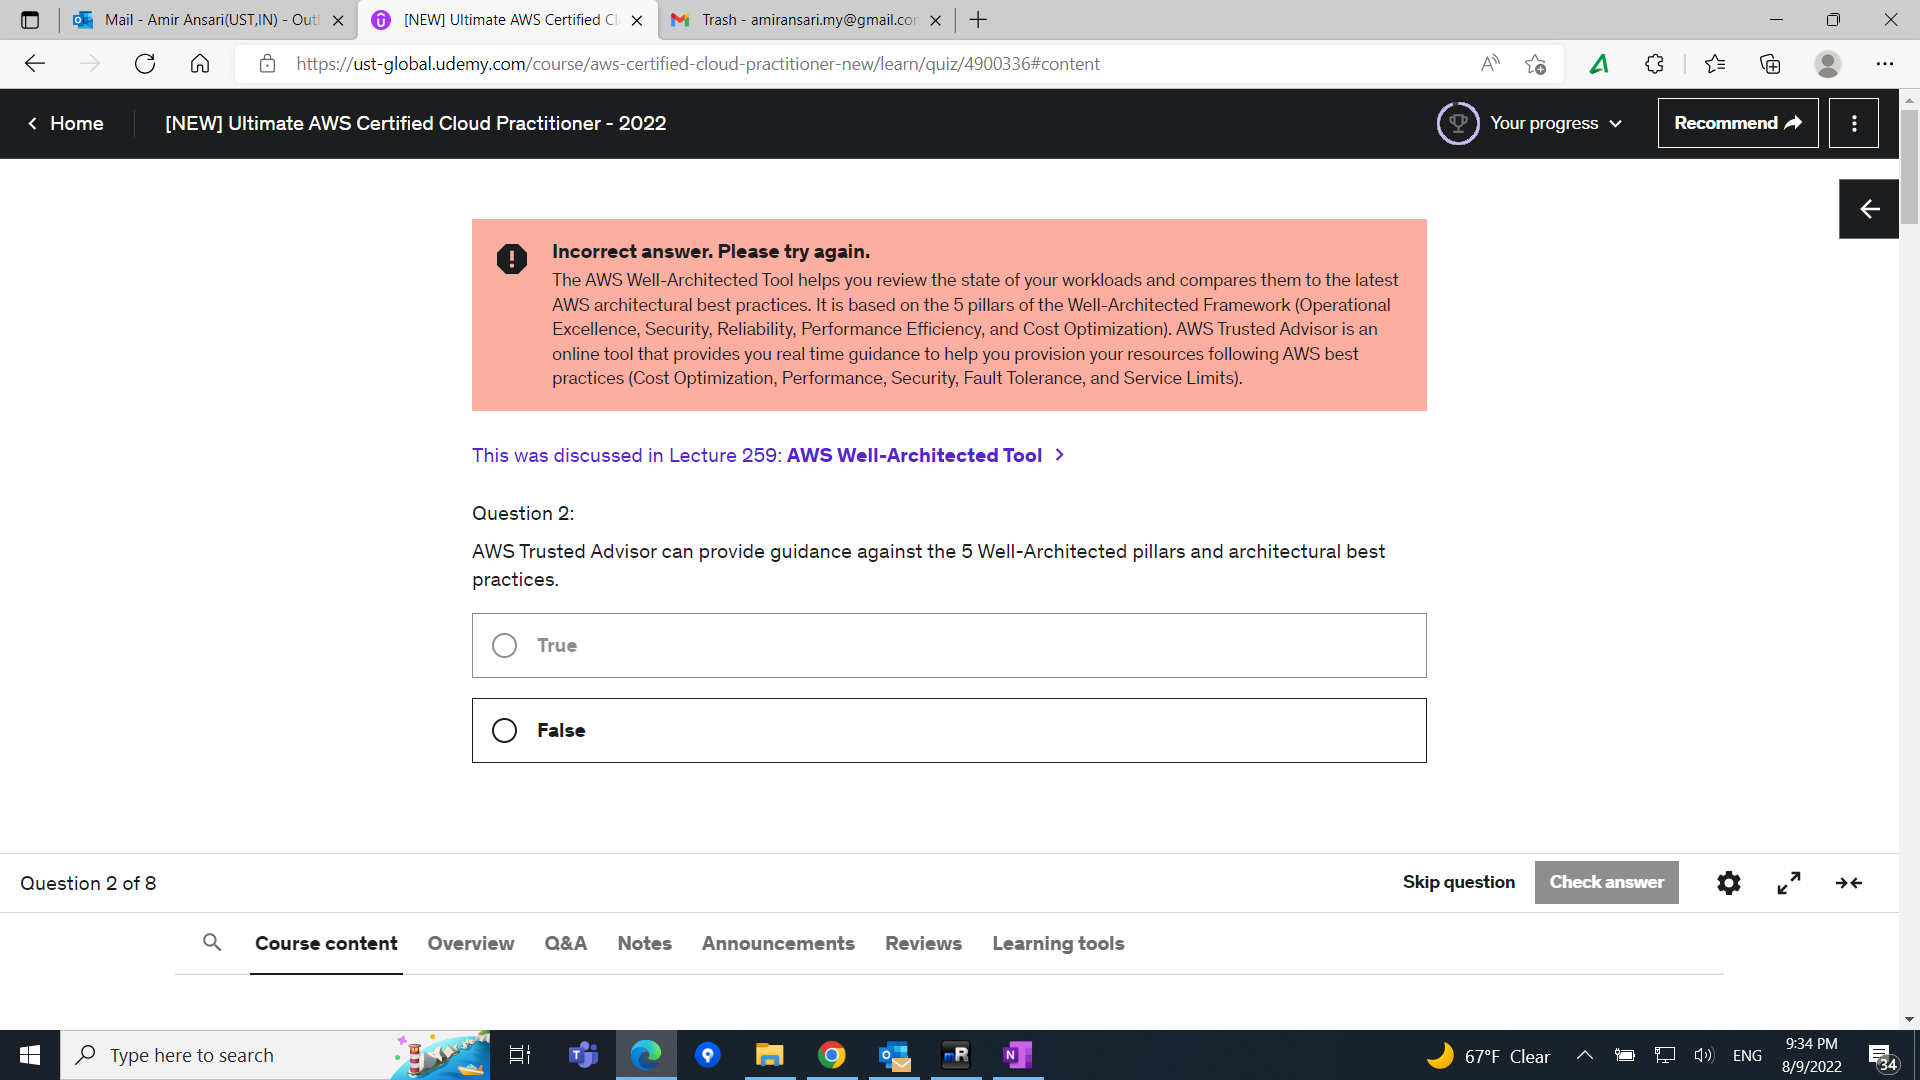 Mail - Amir Ansari(UST,IN) - Outl
[NEW] Ultimate AWS Certified Cl
Trash - amiransari.my@gmail.com
https://ust-global.udemy.com/course/aws-certified-cloud-practitioner-new/learn/quiz/4900336#content
Home
[NEW] Ultimate AWS Certified Cloud Practitioner - 2022
Your progress
Recommend
Incorrect answer. Please try again.
The AWS Well-Architected Tool helps you review the state of your workloads and compares them to the latest
AWS architectural best practices. It is based on the 5 pillars of the Well-Architected Framework (Operational
Excellence, Security, Reliability, Performance Efficiency, and Cost Optimization). AWS Trusted Advisor is an
online tool that provides you real time guidance to help you provision your resources following AWS best
practices (Cost Optimization, Performance, Security, Fault Tolerance, and Service Limits).
This was discussed in Lecture 259: AWS Well-Architected Tool
Question 2:
AWS Trusted Advisor can provide guidance against the 5 Well-Architected pillars and architectural best
practices.
True
False
Question 2 of 8
Skip question
Check answer
Course content
Overview
Q&A
Notes
Announcements
Reviews
Learning tools
Type here to search
67°F Clear
ENG
9:34 PM
8/9/2022
34